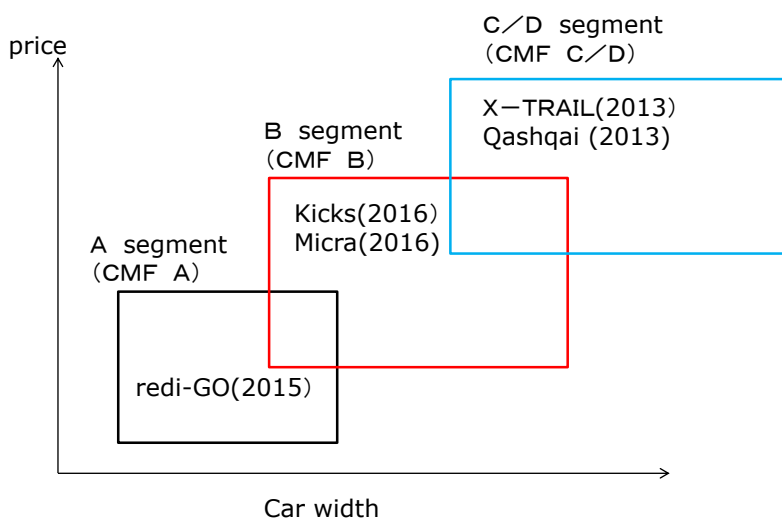 price
C／D segment
（CMF C／D）
X－TRAIL(2013）
Qashqai (2013)
B segment
（CMF B）
Kicks(2016）
Micra(2016)
A segment
（CMF A）
redi-GO(2015）
Car width